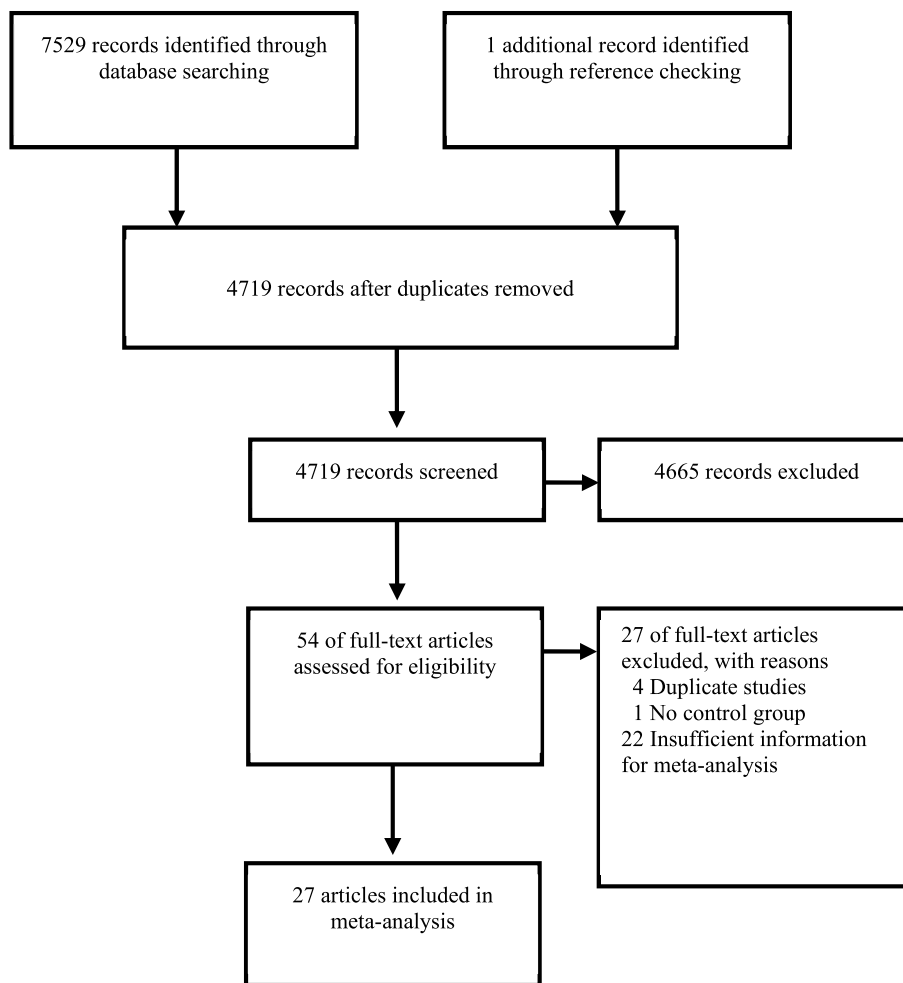 7529 records identified through
database searching
1 additional record identified
through reference checking
4719 records after duplicates removed
4719 records screened
4665 records excluded
54 of full-text articles
assessed for eligibility
27 of full-text articles
excluded, with reasons
4 Duplicate studies
1 No control group
22 Insufficient information
for meta-analysis
27 articles included in
meta-analysis